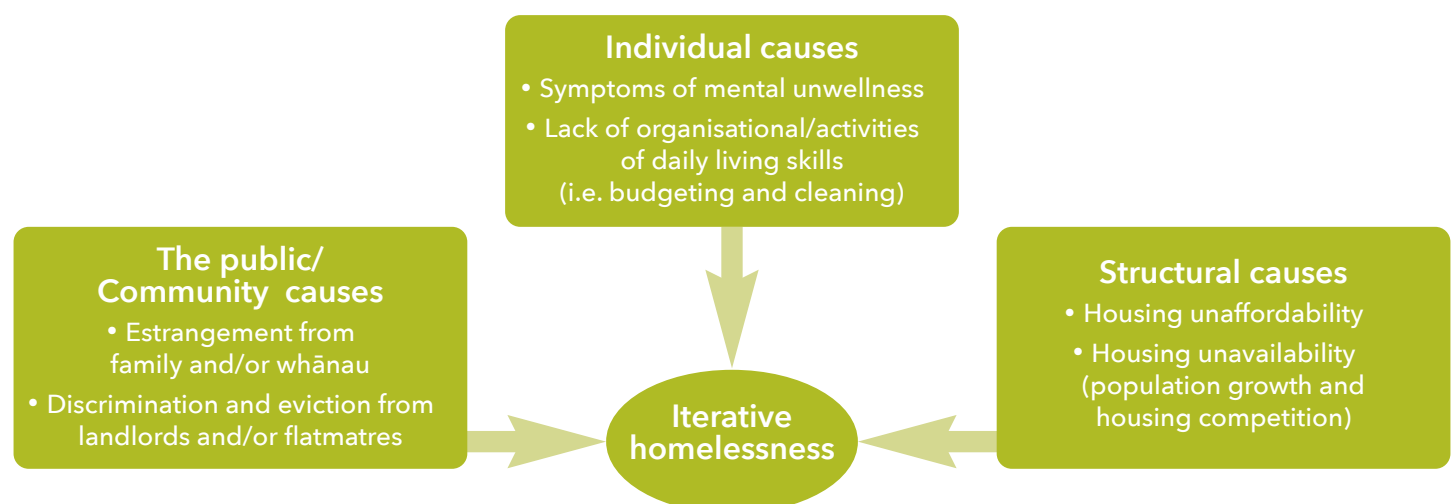 Individual causes
• Symptoms of mental unwellness
• Lack of organisational/activities
of daily living skills
(i.e. budgeting and cleaning)
The public/
Community causes
• Estrangement from
family and/or whānau
• Discrimination and eviction from
landlords and/or flatmatres
Structural causes
• Housing unaffordability
• Housing unavailability
(population growth and
housing competition)
Iterative
homelessness